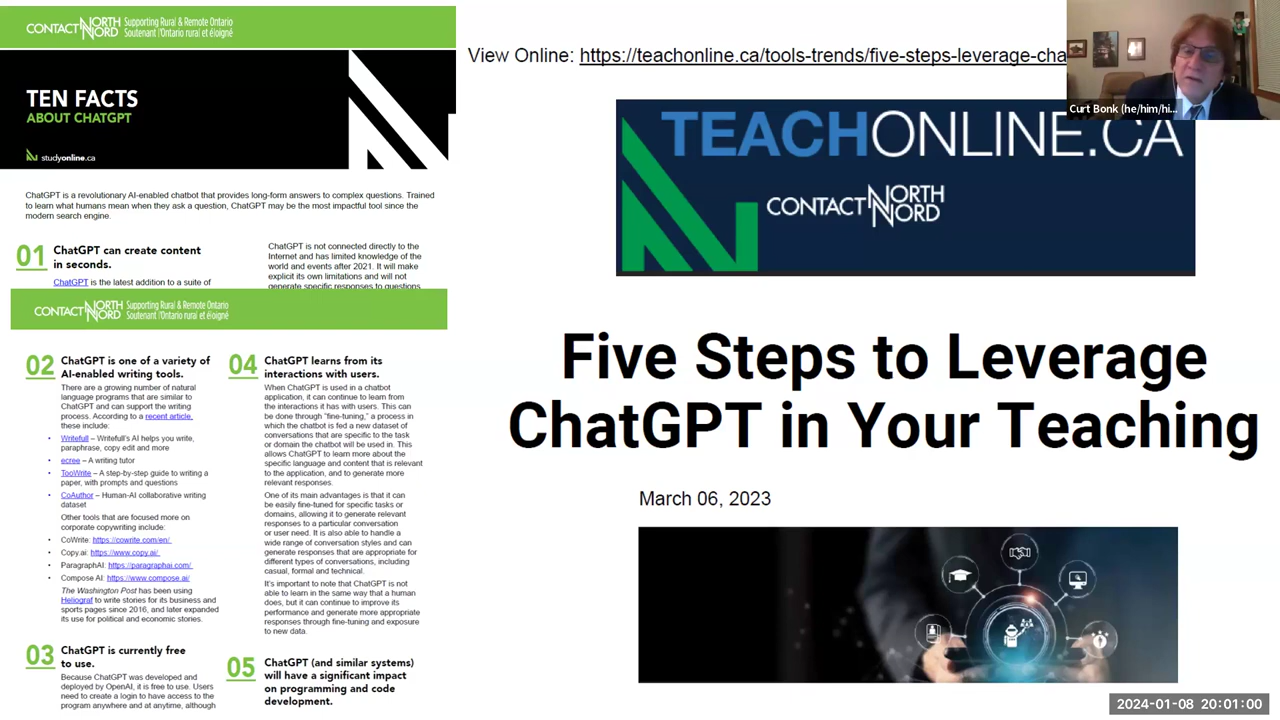 CONTACT NORTH NORD Supporting Rural & Remote Ontario
Soutenant l'Ontario rural et éloigné
TEN FACTS
ABOUT CHATGPT
studyonline.ca
ChatGPT is a revolutionary AI-enabled chatbot that provides long-form answers to complex questions. Trained
to learn what humans mean when they ask a question, ChatGPT may be the most impactful tool since the
modern search engine.
01 ChatGPT can create content
in seconds.
ChatGPT is the latest addition to a suite of
ChatGPT is not connected directly to the
Internet and has limited knowledge of the
world and events after 2021. It will make
explicit its own limitations and will not
generate specific responses to questions
CONTACT NORTH NORD Supporting Rural & Remote Ontario
Soutenant l'Ontario rural et éloigné
02 ChatGPT is one of a variety of
AI-enabled writing tools.
There are a growing number of natural
language programs that are similar to
ChatGPT and can support the writing
process. According to a recent article,
these include:
• Writefull – Writefull's AI helps you write,
paraphrase, copy edit and more
• ecree – A writing tutor
• TooWrite – A step-by-step guide to writing a
paper, with prompts and questions
• CoAuthor – Human-AI collaborative writing
dataset
Other tools that are focused more on
corporate copywriting include:
• CoWrite: https://cowrite.com/en/
• Copy.ai: https://www.copy.ai/
• ParagraphAI: https://paragraphai.com/
• Compose AI: https://www.compose.ai/
The Washington Post has been using
Heliograf to write stories for its business and
sports pages since 2016, and later expanded
its use for political and economic stories.
03 ChatGPT is currently free
to use.
Because ChatGPT was developed and
deployed by OpenAI, it is free to use. Users
need to create a login to have access to the
program anywhere and at anytime, although
04 ChatGPT learns from its
interactions with users.
When ChatGPT is used in a chatbot
application, it can continue to learn from
the interactions it has with users. This can
be done through "fine-tuning," a process in
which the chatbot is fed a new dataset of
conversations that are specific to the task
or domain the chatbot will be used in. This
allows ChatGPT to learn more about the
specific language and content that is relevant
to the application, and to generate more
relevant responses.
One of its main advantages is that it can
be easily fine-tuned for specific tasks or
domains, allowing it to generate relevant
responses to a particular conversation
or user need. It is also able to handle a
wide range of conversation styles and can
generate responses that are appropriate for
different types of conversations, including
casual, formal and technical.
It's important to note that ChatGPT is not
able to learn in the same way that a human
does, but it can continue to improve its
performance and generate more appropriate
responses through fine-tuning and exposure
to new data.
05 ChatGPT (and similar systems)
will have a significant impact
on programming and code
development.
View Online: https://teachonline.ca/tools-trends/five-steps-leverage-cha
Curt Bonk (he/him/hi...
TEACHONLINE.CA
CONTACT NORTH NORD
Five Steps to Leverage
ChatGPT in Your Teaching
March 06, 2023
2024-01-08 20:01:00